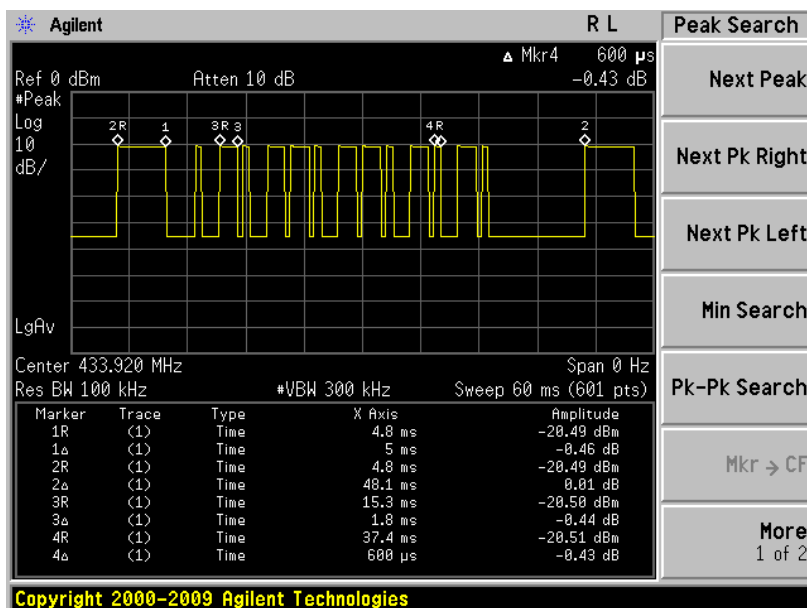 Agilent R L
Peak Search
Δ Mkr4 600 µs
Ref 0 dBm Atten 10 dB -0.43 dB
#Peak
Log
10
dB/
2R 1 3R 3 4R 2
LgAv
Center 433.920 MHz Span 0 Hz
Res BW 100 kHz #VBW 300 kHz Sweep 60 ms (601 pts)
Marker Trace Type X Axis Amplitude
1R (1) Time 4.8 ms -20.49 dBm
1Δ (1) Time 5 ms -0.46 dB
2R (1) Time 4.8 ms -20.49 dBm
2Δ (1) Time 48.1 ms 0.01 dB
3R (1) Time 15.3 ms -20.50 dBm
3Δ (1) Time 1.8 ms -0.44 dB
4R (1) Time 37.4 ms -20.51 dBm
4Δ (1) Time 600 µs -0.43 dB
Next Peak
Next Pk Right
Next Pk Left
Min Search
Pk-Pk Search
Mkr → CF
More
1 of 2
Copyright 2000-2009 Agilent Technologies